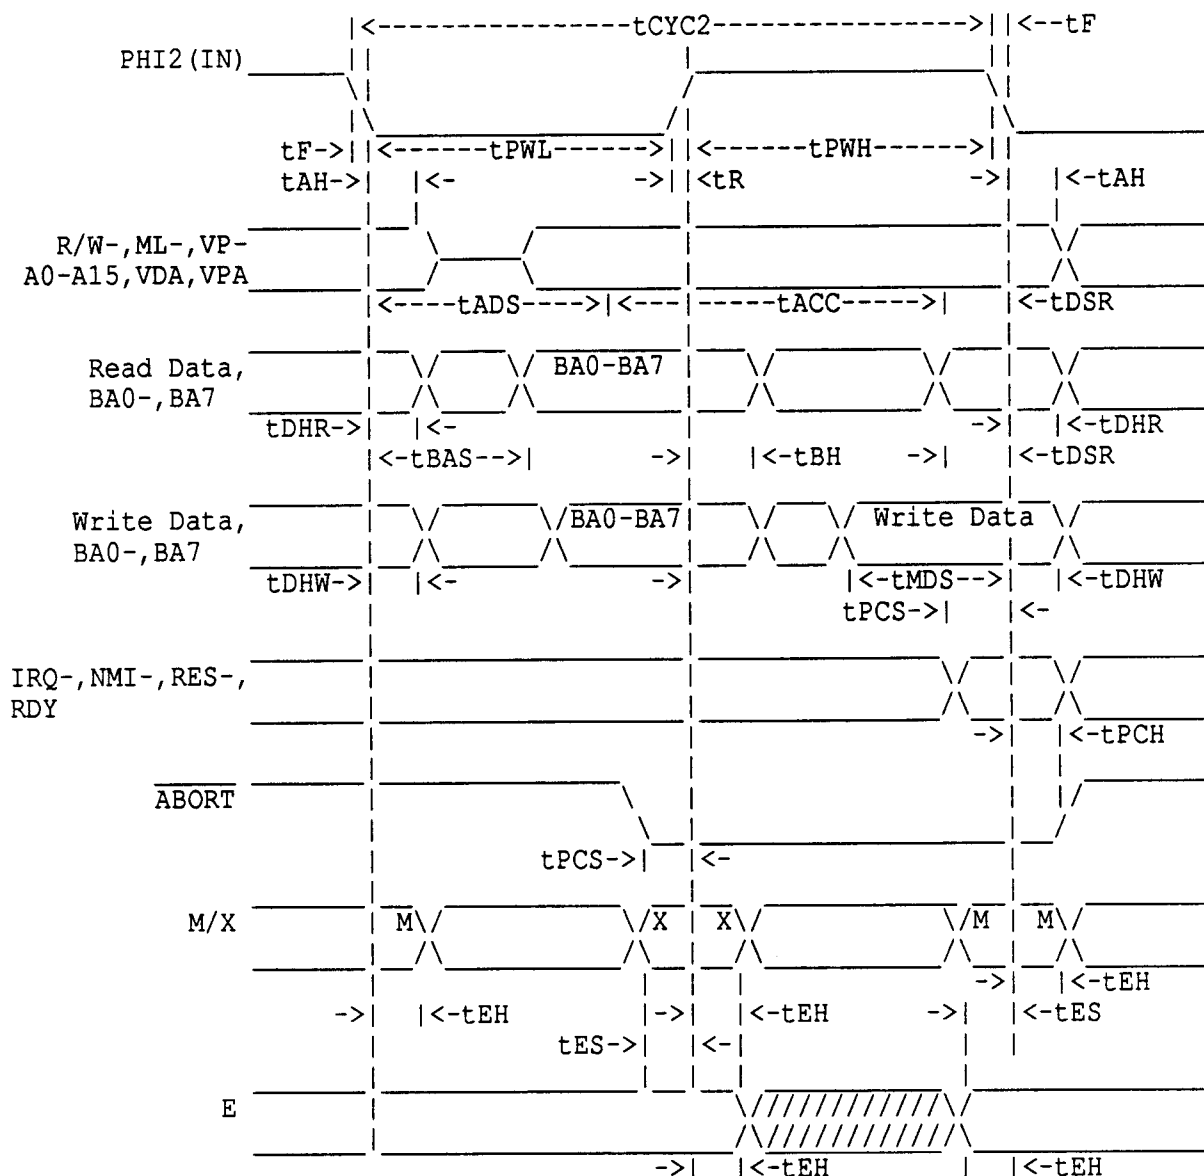 |<------------tCYC2------------>| |<--tF
PHI2(IN)
tF->| |<------tPWL------>| |<------tPWH------>|
tAH->| |<- ->| |<tR ->| |<-tAH
R/W-,ML-,VP-
A0-A15,VDA,VPA
|<----tADS---->|<---|-----tACC----->| |<-tDSR
Read Data, BA0-BA7
BA0-,BA7
tDHR->| |<- ->| |<-tDHR
|<-tBAS-->| ->| |<-tBH ->| |<-tDSR
Write Data, BA0-BA7 Write Data
BA0-,BA7
tDHW->| |<- ->| |<-tMDS-->| |<-tDHW
tPCS->| |<-
IRQ-,NMI-,RES-,
RDY
->| |<-tPCH
ABORT
tPCS->| |<-
M/X M X X M M
->| |<-tEH
->| |<-tEH ->| |<-tEH ->| |<-tES
tES->| |<-
E
->| |<-tEH | |<-tEH